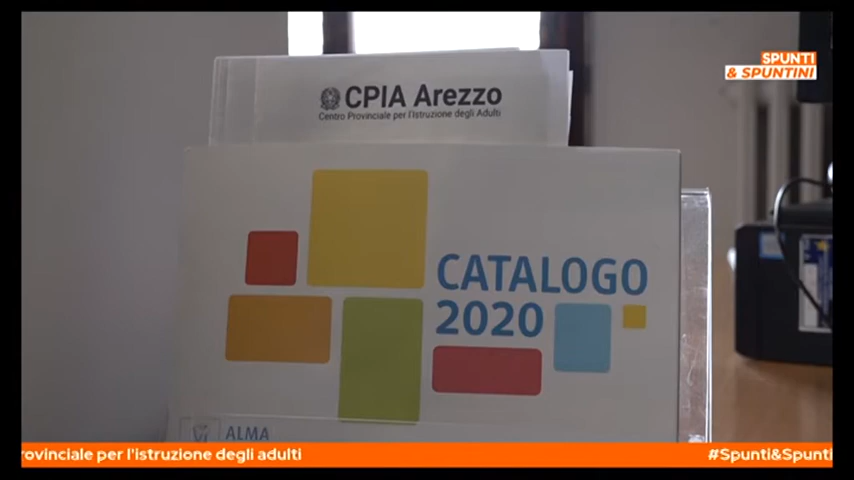 SPUNTI
& SPUNTINI
CPIA Arezzo
Centro Provinciale per l'Istruzione degli Adulti
CATALOGO
2020
ALMA
rovinciale per l'istruzione degli adulti
#Spunti&Spunti